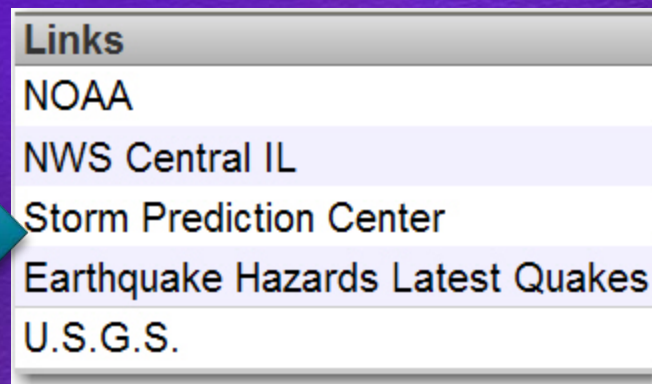 Links
NOAA
NWS Central IL
Storm Prediction Center
Earthquake Hazards Latest Quakes
U.S.G.S.